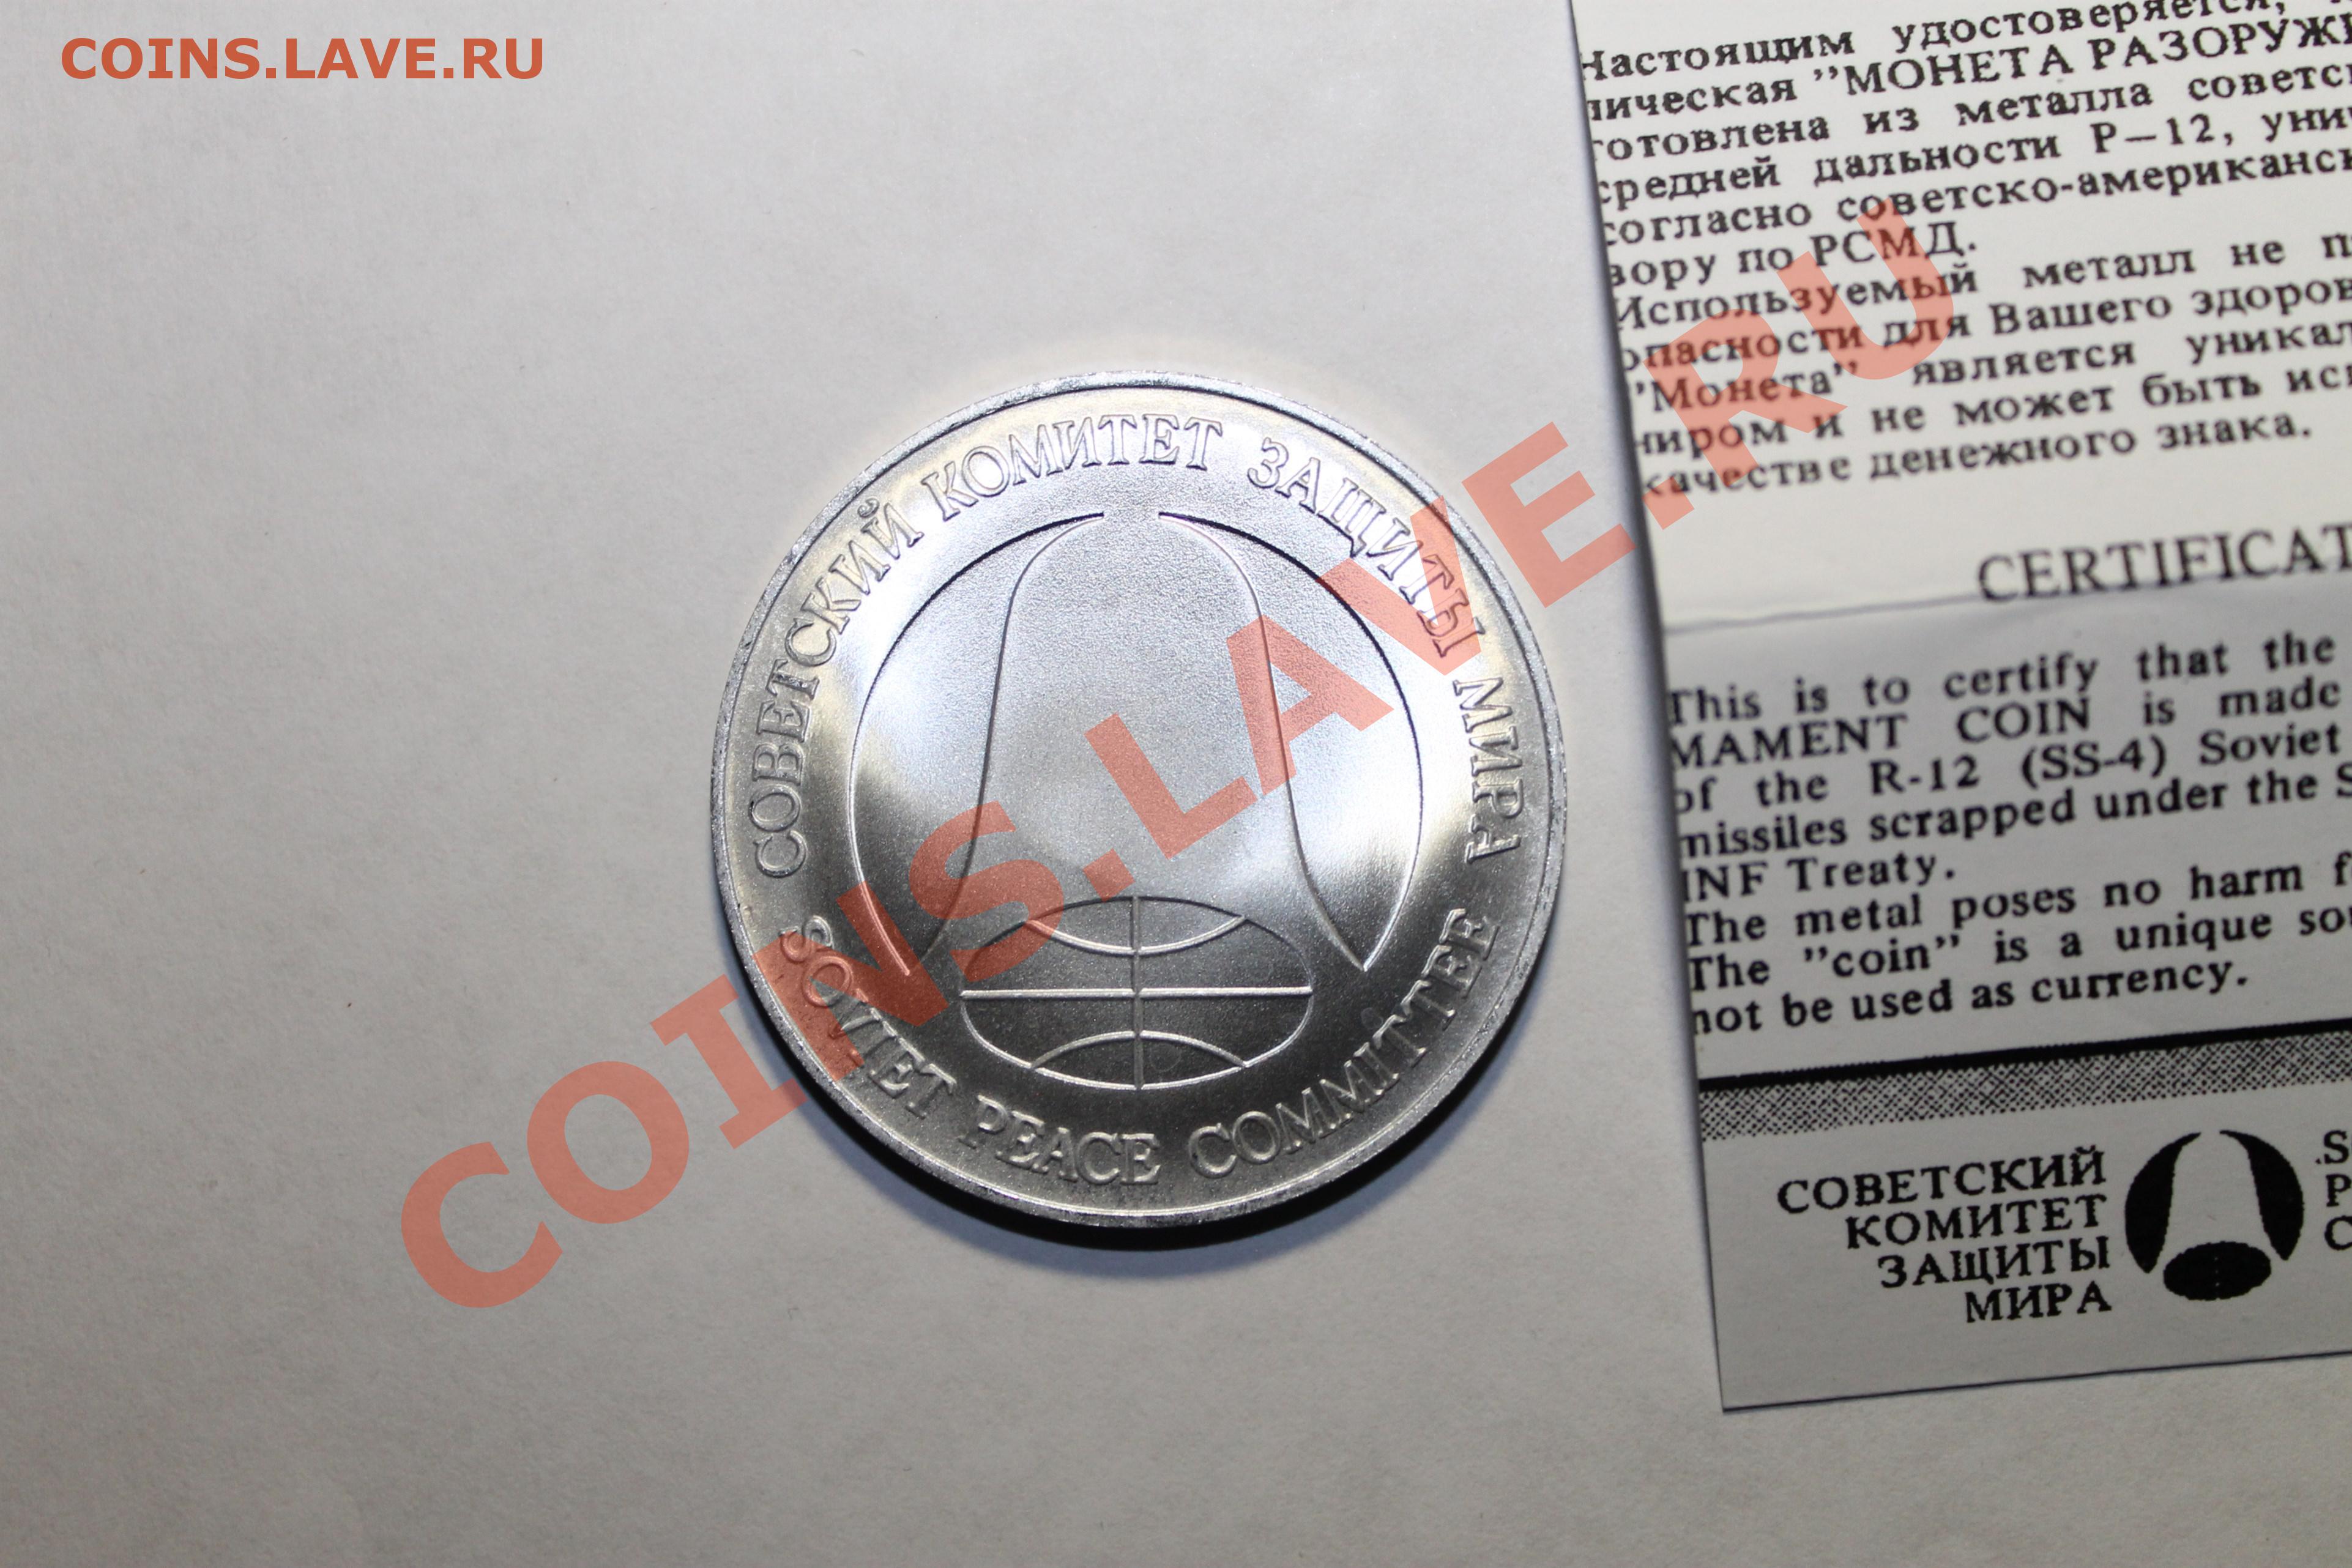 COINS.LAVE.RU
СОВЕТСКИЙ КОМИТЕТ ЗАЩИТЫ МИРА
SOVIET PEACE COMMITTEE
COINS.LAVE.RU
Настоящим удостоверяется,
ническая "МОНЕТА РАЗОРУЖ
готовлена из металла советс
средней дальности Р–12, уни
согласно советско-американс
вору по РСМД.
Используемый металл не п
опасности для Вашего здоров
"Монета" является уникал
ниром и не может быть ис
качестве денежного знака.
CERTIFICAT
This is to certify that the
MAMENT COIN is made
of the R-12 (SS-4) Soviet
missiles scrapped under the S
INF Treaty.
The metal poses no harm f
The "coin" is a unique sou
not be used as currency.
СОВЕТСКИЙ
КОМИТЕТ
ЗАЩИТЫ
МИРА
S
P
C